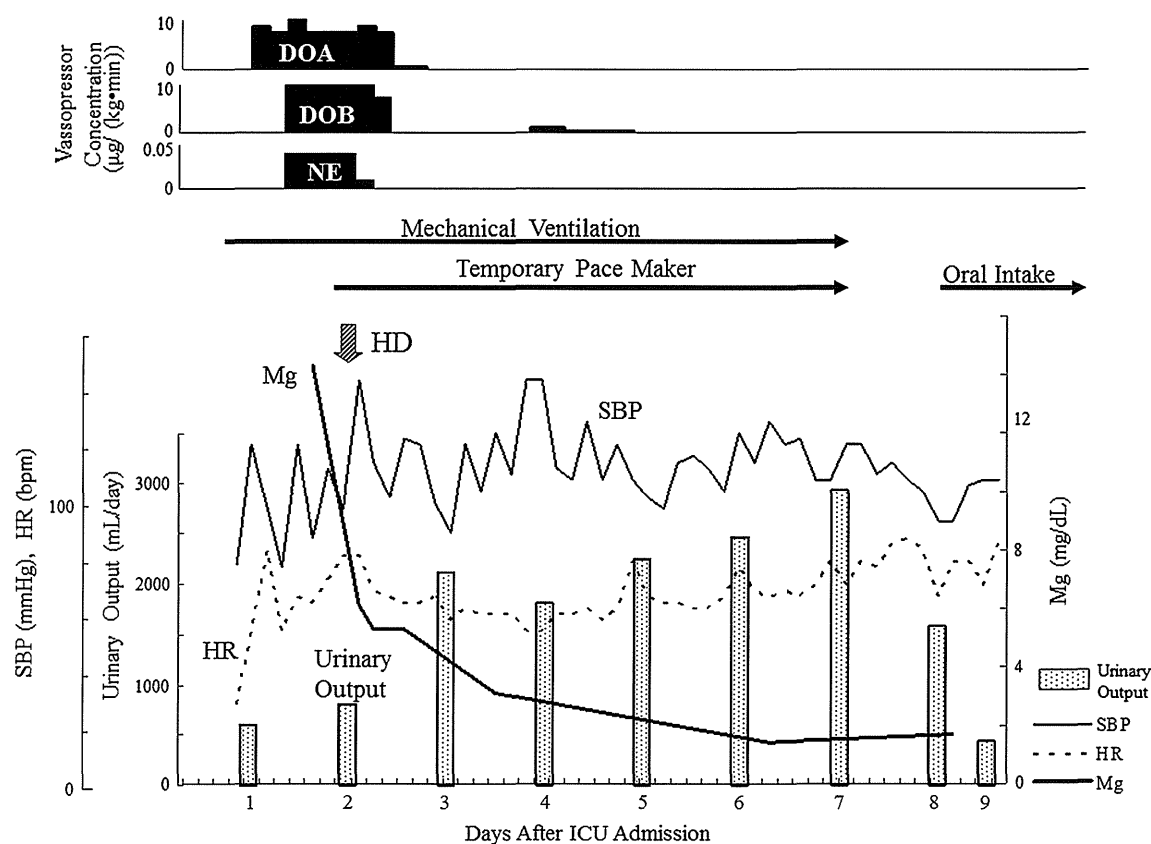 Vassopressor
Concentration
(μg/ (kg•min))
10
DOA
0
10
DOB
0
0.05
NE
0
Mechanical Ventilation
Temporary Pace Maker
Oral Intake
HD
Mg
SBP
HR
Urinary
Output
SBP (mmHg), HR (bpm)
100
0
Urinary Output (mL/day)
3000
2000
1000
0
Mg (mg/dL)
12
8
4
0
1 2 3 4 5 6 7 8 9
Days After ICU Admission
Urinary
Output
SBP
HR
Mg